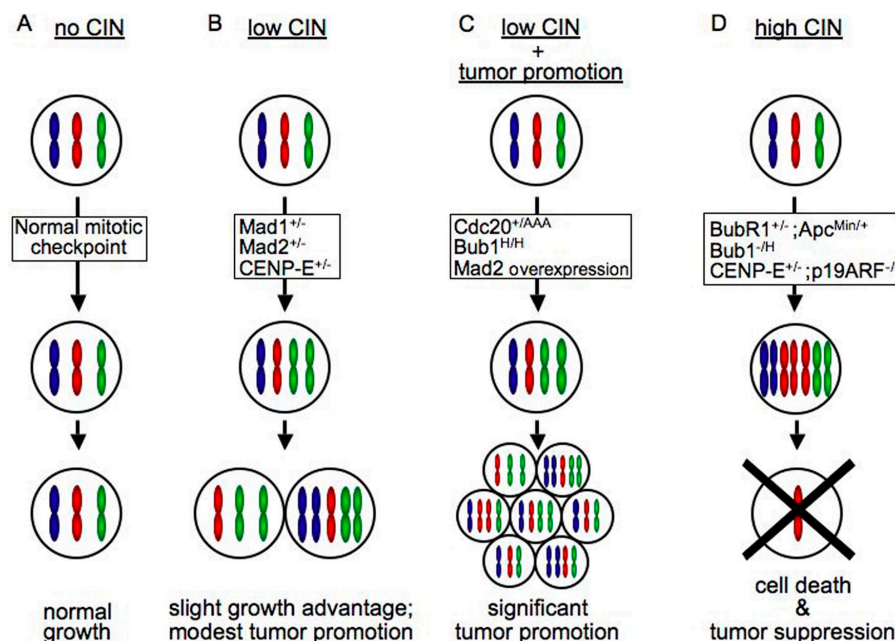 A no CIN
B low CIN
C low CIN
+
tumor promotion
D high CIN
Normal mitotic
checkpoint
Mad1+/-
Mad2+/-
CENP-E+/-
Cdc20+/AAA
Bub1H/H
Mad2 overexpression
BubR1+/-;ApcMin/+
Bub1-/H
CENP-E+/-;p19ARF-/
normal
growth
slight growth advantage;
modest tumor promotion
significant
tumor promotion
cell death
&
tumor suppression